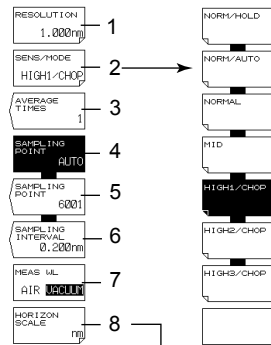 RESOLUTION
1.000nm
1
SENS/MODE
HIGH1/CHOP
2
AVERAGE
TIMES
1
3
SAMPLING
POINT
AUTO
4
SAMPLING
POINT
6001
5
SAMPLING
INTERVAL
0.200nm
6
MEAS WL
AIR VACUUM
7
HORIZON
SCALE
nm
8
NORM/HOLD
NORM/AUTO
NORMAL
MID
HIGH1/CHOP
HIGH2/CHOP
HIGH3/CHOP